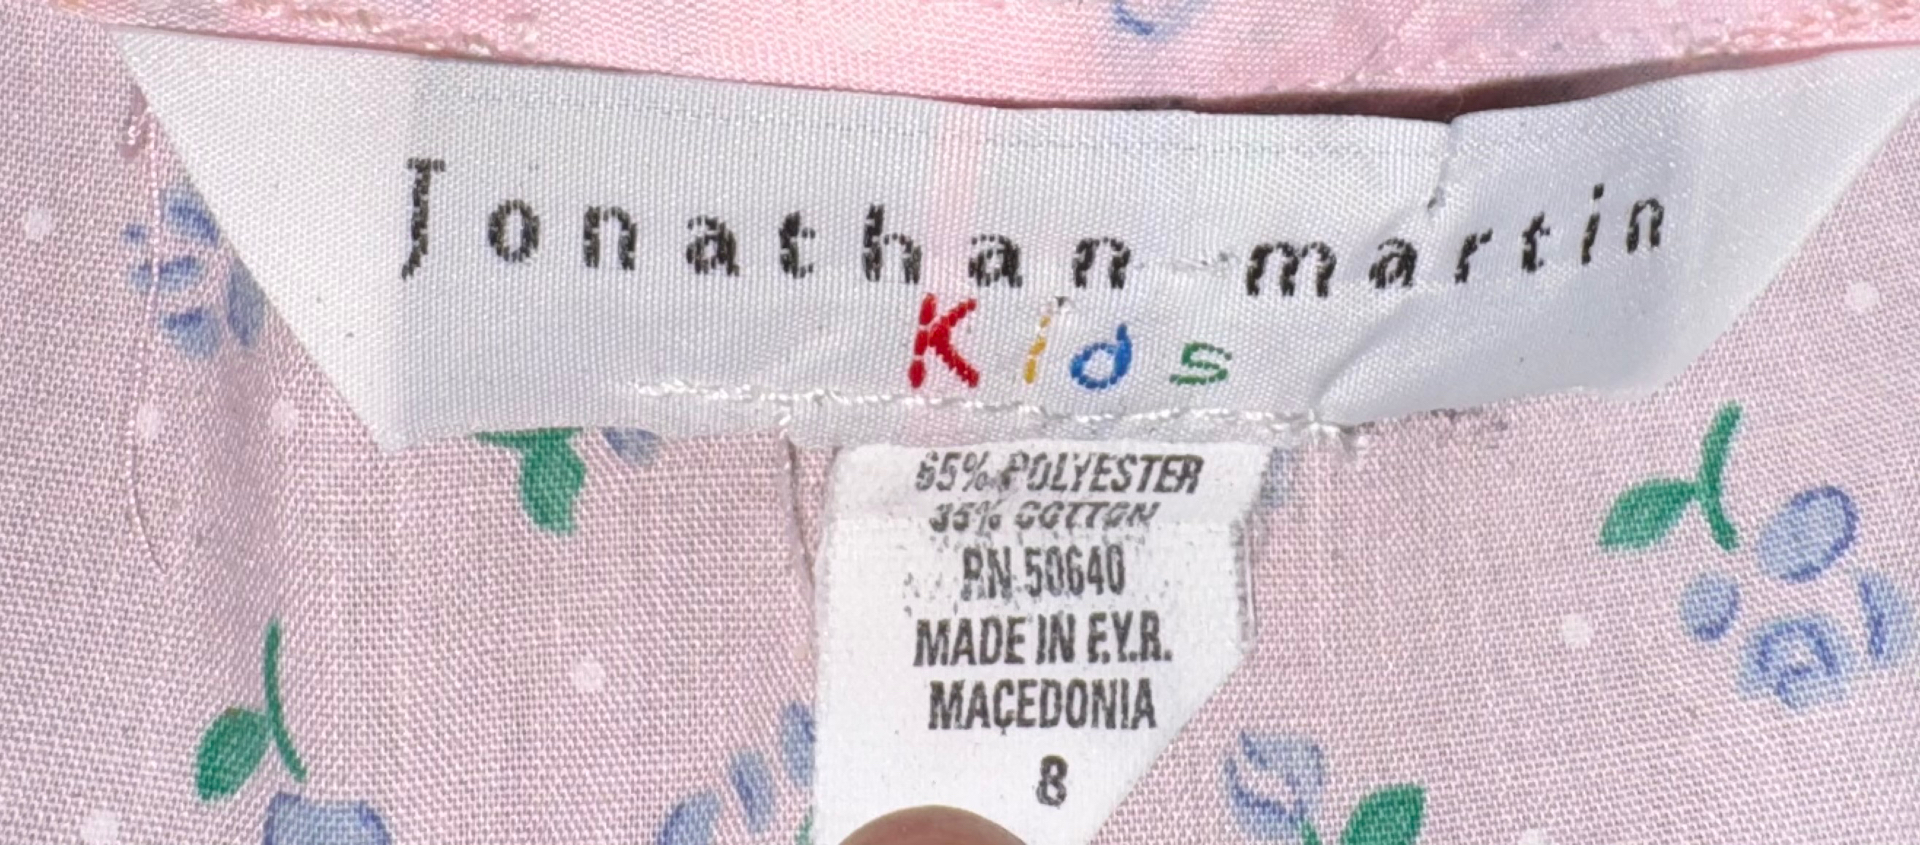 Jonathan martin
Kids
65% POLYESTER
35% COTTON
RN 50640
MADE IN F.Y.R.
MACEDONIA
8